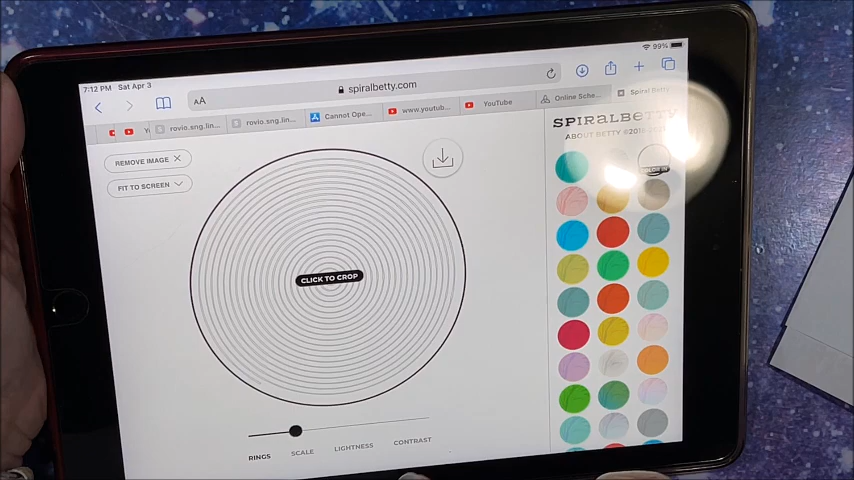 7:12 PM Sat Apr 3
99%
AA
spiralbetty.com
rovio.sng.lin...
rovio.sng.lin...
Cannot Ope...
www.youtub...
YouTube
Online Sche...
Spiral Betty
REMOVE IMAGE
FIT TO SCREEN
SPIRALBETTY
ABOUT BETTY
CLICK TO CROP
RINGS
SCALE
LIGHTNESS
CONTRAST